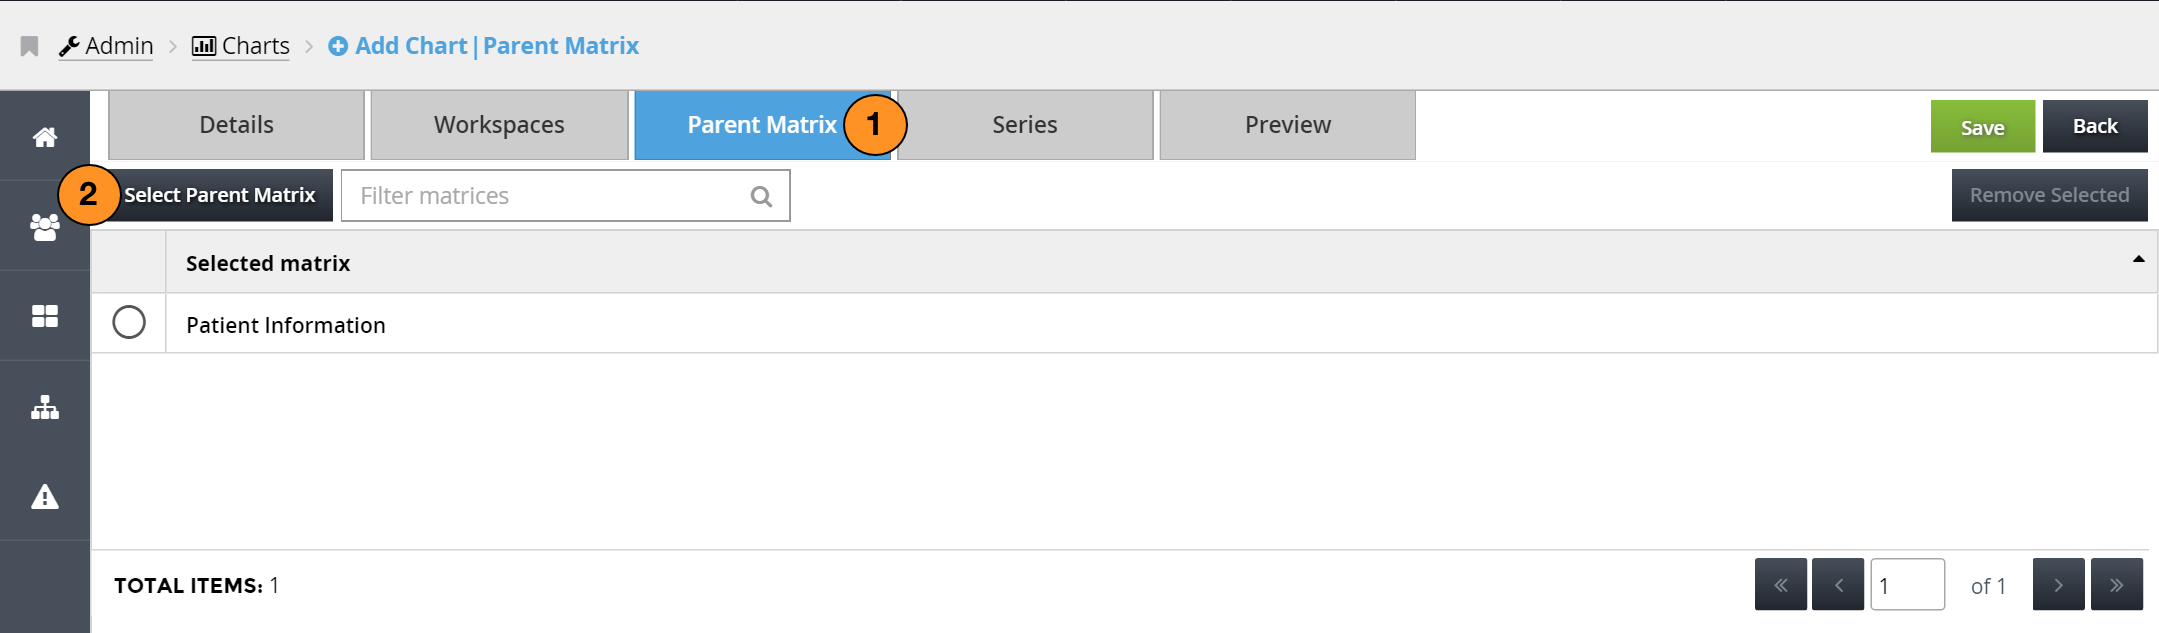 Admin > Charts > Add Chart|Parent Matrix
Details Workspaces Parent Matrix 1 Series Preview Save Back
2 Select Parent Matrix Filter matrices Remove Selected
Selected matrix
Patient Information
TOTAL ITEMS: 1 « < 1 of 1 > »